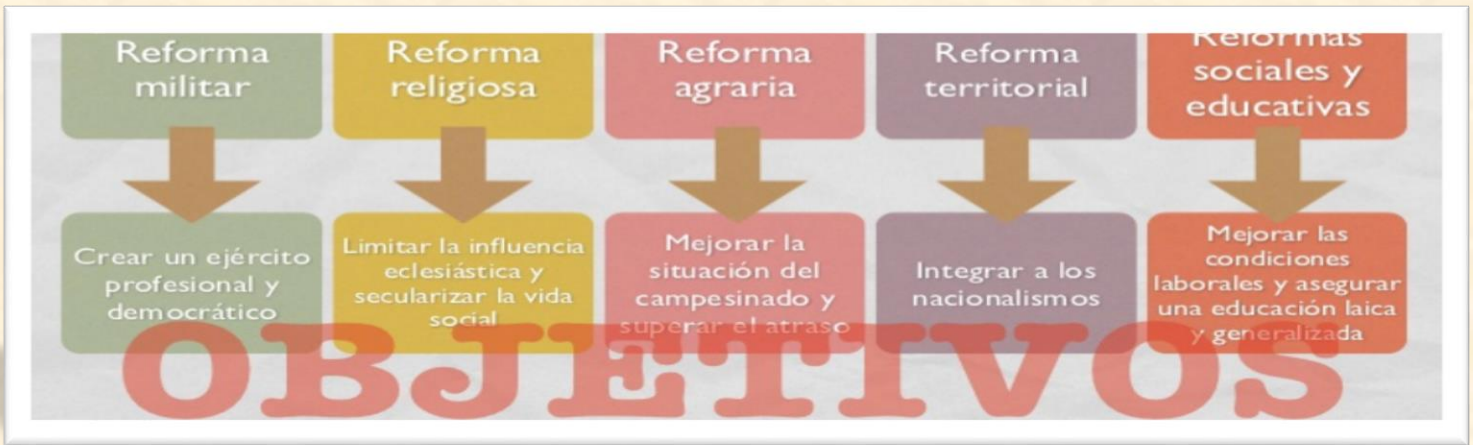 Reforma
militar
Reforma
religiosa
Reforma
agraria
Reforma
territorial
Reformas
sociales y
educativas
Crear un ejército
profesional y
democrático
Limitar la influencia
eclesiástica y
secularizar la vida
social
Mejorar la
situación del
campesinado y
superar el atraso
Integrar a los
nacionalismos
Mejorar las
condiciones
laborales y asegurar
una educación laica
y generalizada
OBJETIVOS